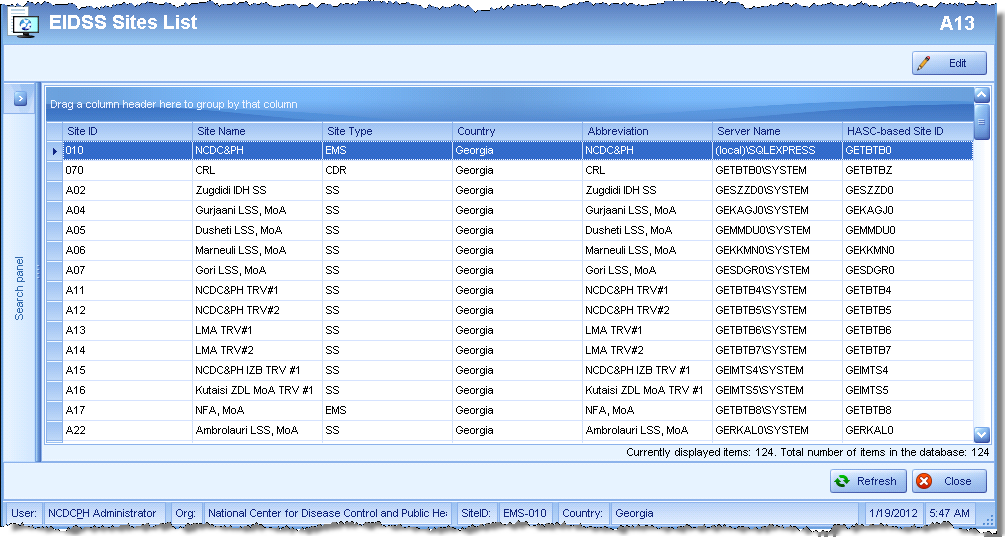 EIDSS Sites List A13
Edit
Drag a column header here to group by that column
Site ID Site Name Site Type Country Abbreviation Server Name HASC-based Site ID
010 NCDC&PH EMS Georgia NCDC&PH (local)\SQLEXPRESS GETBTB0
070 CRL CDR Georgia CRL GETBTB0\SYSTEM GETBTBZ
A02 Zugdidi IDH SS SS Georgia Zugdidi IDH SS GESZZD0\SYSTEM GESZZD0
A04 Gurjaani LSS, MoA SS Georgia Gurjaani LSS, MoA GEKAGJ0\SYSTEM GEKAGJ0
A05 Dusheti LSS, MoA SS Georgia Dusheti LSS, MoA GEMMDU0\SYSTEM GEMMDU0
A06 Marneuli LSS, MoA SS Georgia Marneuli LSS, MoA GEKKMN0\SYSTEM GEKKMN0
A07 Gori LSS, MoA SS Georgia Gori LSS, MoA GESDGR0\SYSTEM GESDGR0
A11 NCDC&PH TRV#1 SS Georgia NCDC&PH TRV#1 GETBTB4\SYSTEM GETBTB4
A12 NCDC&PH TRV#2 SS Georgia NCDC&PH TRV#2 GETBTB5\SYSTEM GETBTB5
A13 LMA TRV#1 SS Georgia LMA TRV#1 GETBTB6\SYSTEM GETBTB6
A14 LMA TRV#2 SS Georgia LMA TRV#2 GETBTB7\SYSTEM GETBTB7
A15 NCDC&PH IZB TRV #1 SS Georgia NCDC&PH IZB TRV #1 GEIMTS4\SYSTEM GEIMTS4
A16 Kutaisi ZDL MoA TRV #1 SS Georgia Kutaisi ZDL MoA TRV #1 GEIMTS5\SYSTEM GEIMTS5
A17 NFA, MoA EMS Georgia NFA, MoA GETBTB8\SYSTEM GETBTB8
A22 Ambrolauri LSS, MoA SS Georgia Ambrolauri LSS, MoA GERKAL0\SYSTEM GERKAL0
Search panel
Currently displayed items: 124. Total number of items in the database: 124
Refresh Close
User: NCDCPH Administrator Org: National Center for Disease Control and Public He SiteID: EMS-010 Country: Georgia 1/19/2012 5:47 AM